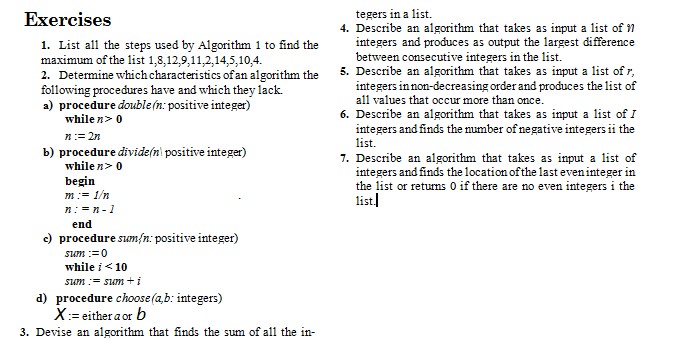 Exercises
1. List all the steps used by Algorithm 1 to find the
maximum of the list 1,8,12,9,11,2,14,5,10,4.
2. Determine which characteristics of an algorithm the
following procedures have and which they lack.
a) procedure double(n: positive integer)
while n > 0
n := 2n
b) procedure divide(n\ positive integer)
while n > 0
begin
m := 1/n
n : = n - 1
end
c) procedure sum{n: positive integer)
sum :=0
while i < 10
sum := sum + i
d) procedure choose(a,b: integers)
X := either a or b
3. Devise an algorithm that finds the sum of all the in-
tegers in a list.
4. Describe an algorithm that takes as input a list of n
integers and produces as output the largest difference
between consecutive integers in the list.
5. Describe an algorithm that takes as input a list of r,
integers in non-decreasing order and produces the list of
all values that occur more than once.
6. Describe an algorithm that takes as input a list of I
integers and finds the number of negative integers ii the
list.
7. Describe an algorithm that takes as input a list of
integers and finds the location of the last even integer in
the list or returns 0 if there are no even integers i the
list.